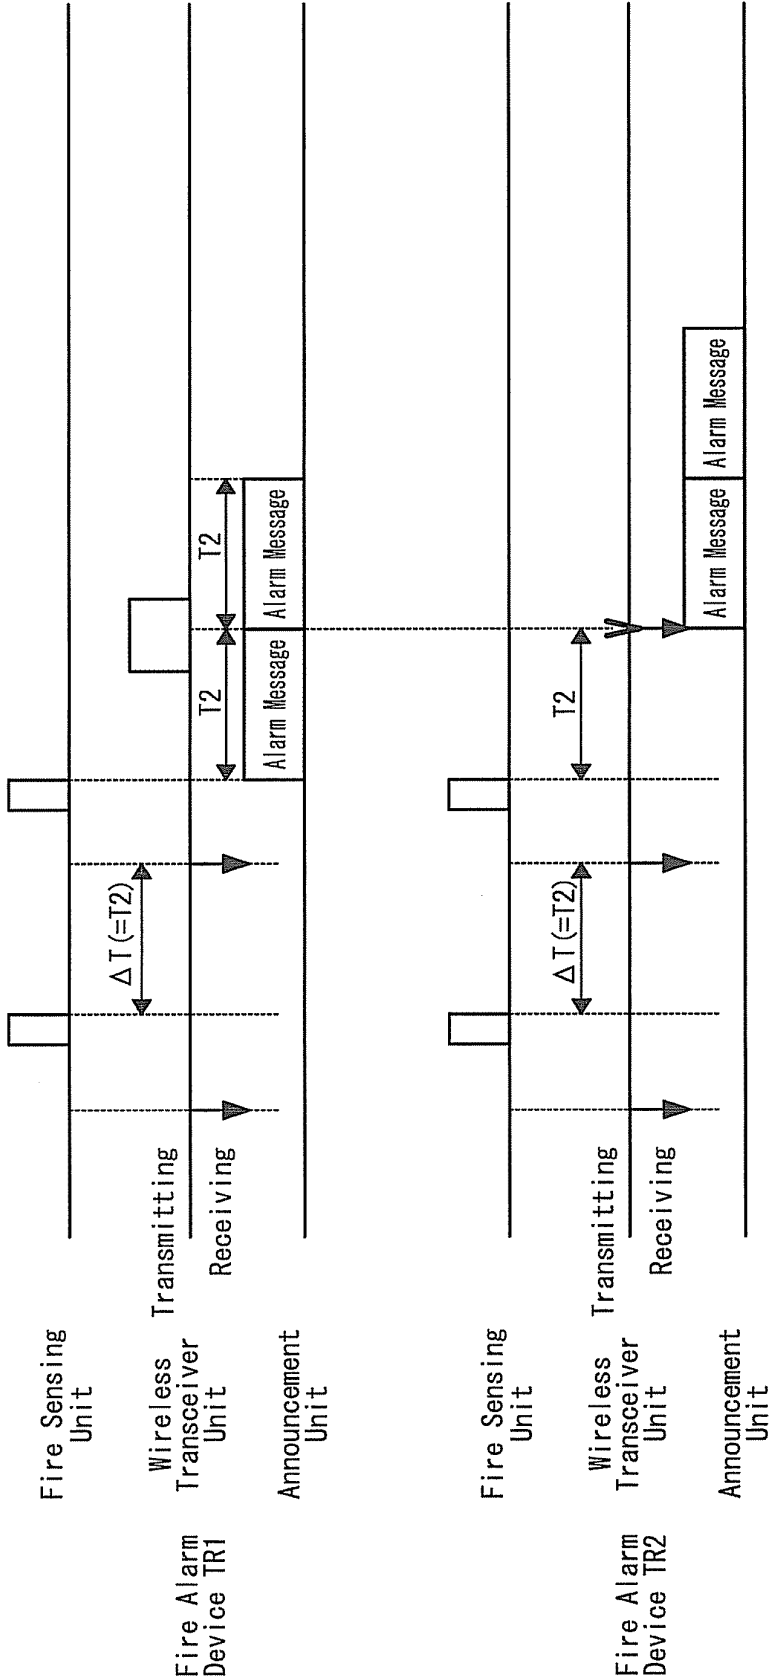 Fire Alarm
Device TR1
Fire Sensing
Unit
Wireless
Transceiver
Unit
Transmitting
Receiving
Announcement
Unit
ΔT(=T2)
T2
T2
Alarm Message
Alarm Message
Fire Alarm
Device TR2
Fire Sensing
Unit
Wireless
Transceiver
Unit
Transmitting
Receiving
Announcement
Unit
ΔT(=T2)
T2
Alarm Message
Alarm Message